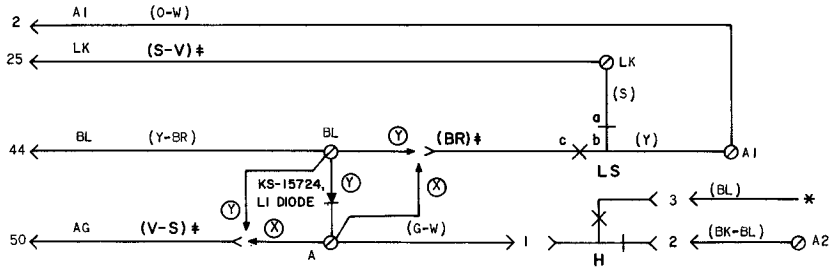 2 A1 (O-W)
25 LK (S-V)‡ LK
(S)
a
44 BL (Y-BR) BL Ⓨ (BR)‡ c b (Y) A1
LS
KS-15724, Ⓨ
L1 DIODE
Ⓨ Ⓧ
3 (BL) *
50 AG (V-S)‡ Ⓧ A (G-W) 1 2 (BK-BL) A2
H